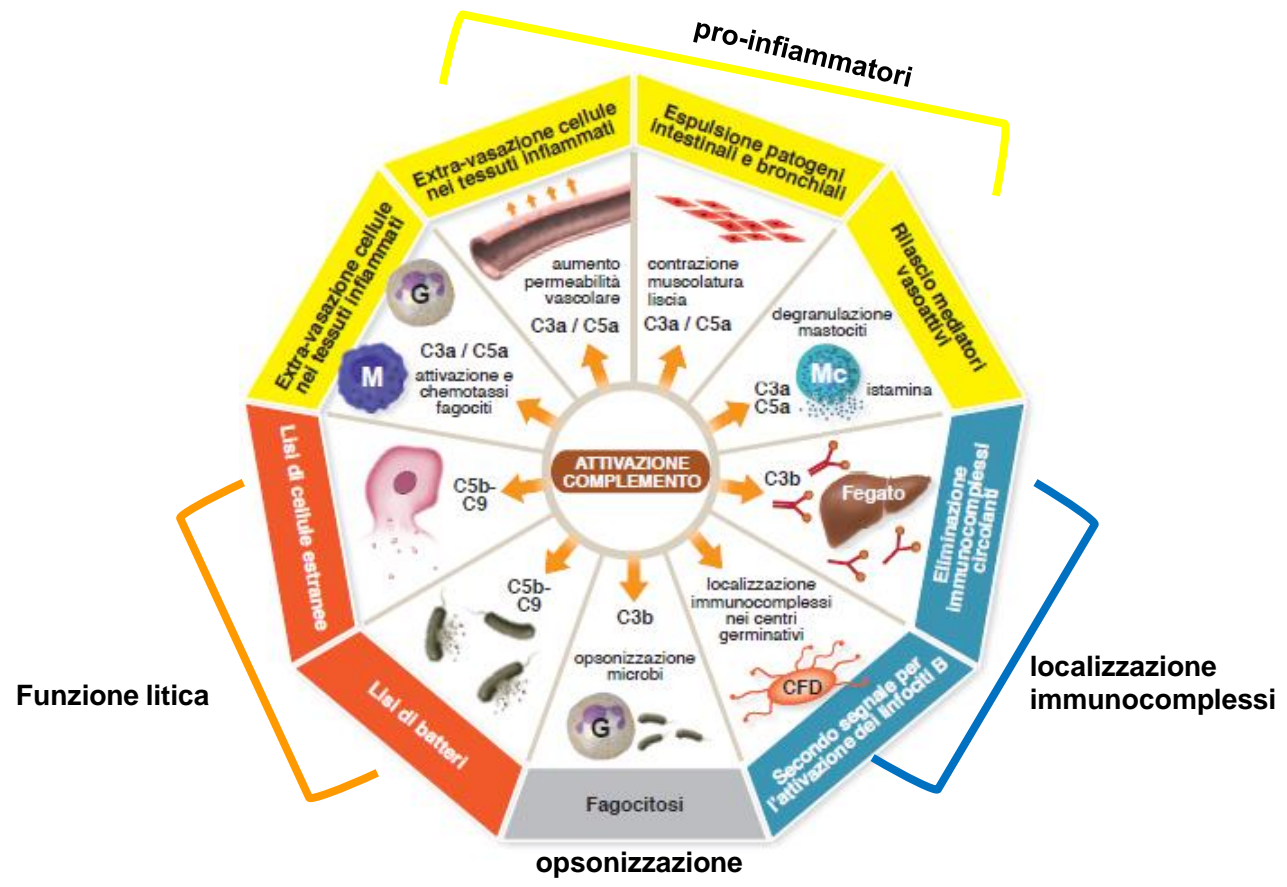 pro-infiammatori
Extra-vasazione cellule
nei tessuti infiammati
Espulsione patogeni
intestinali e bronchiali
Rilascio mediatori
vasoattivi
Eliminazione
immunocomplessi
circolanti
Secondo segnale per
l'attivazione dei linfociti B
Fagocitosi
Lisi di batteri
Lisi di cellule estranee
Extra-vasazione cellule
nei tessuti infiammati
aumento
permeabilità
vascolare
C3a / C5a
contrazione
muscolatura
liscia
C3a / C5a
degranulazione
mastociti
Mc
C3a
C5a
istamina
C3b
Fegato
localizzazione
immunocomplessi
nei centri
germinativi
CFD
C3b
opsonizzazione
microbi
G
C5b-
C9
C5b-
C9
G
M
C3a / C5a
attivazione e
chemotassi
fagociti
ATTIVAZIONE
COMPLEMENTO
Funzione litica
localizzazione
immunocomplessi
opsonizzazione